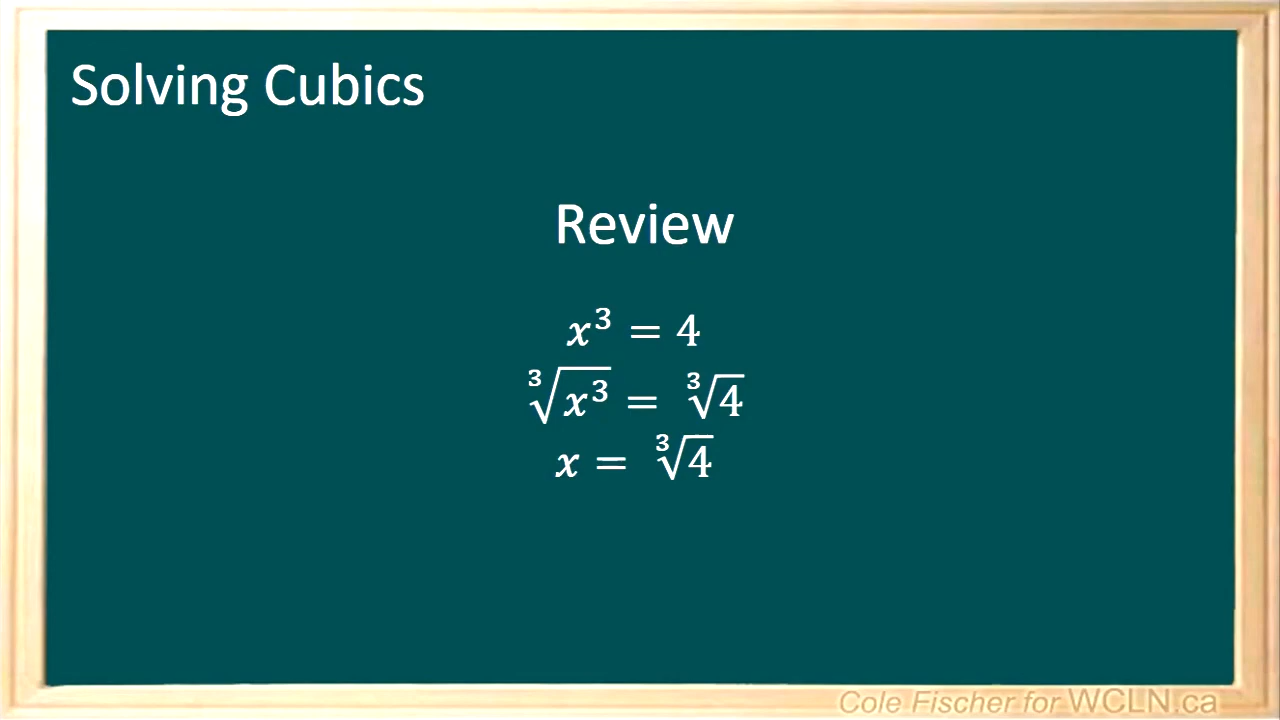 Solving Cubics
Review
x³ = 4
∛x³ = ∛4
x = ∛4
Cole Fischer for WCLN.ca